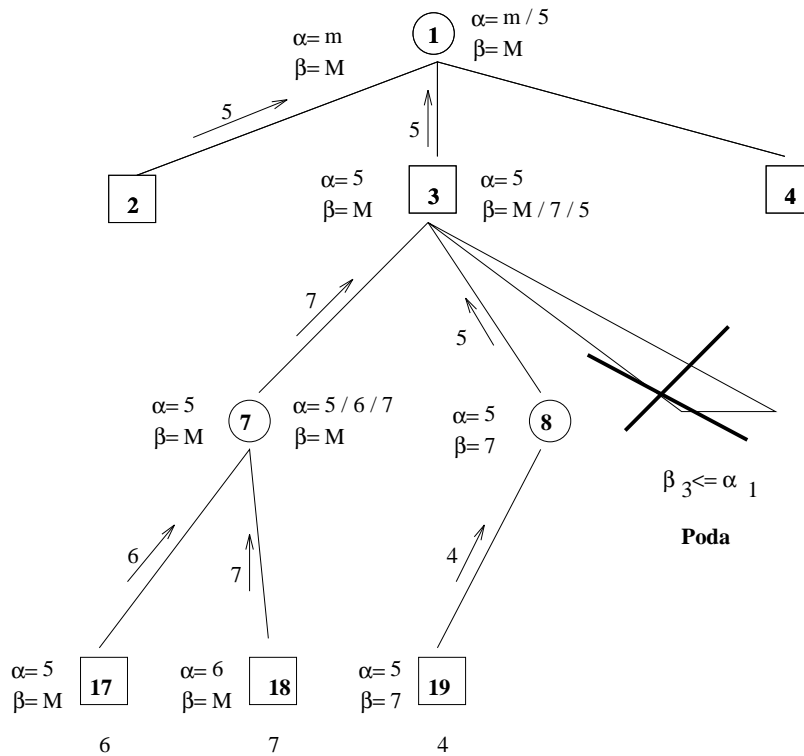 α= m
β= M
1
α= m / 5
β= M
5
5
2
α= 5
β= M
3
α= 5
β= M / 7 / 5
4
7
5
α= 5
β= M
7
α= 5 / 6 / 7
β= M
α= 5
β= 7
8
β 3 <= α 1
Poda
6
7
4
α= 5
β= M
17
α= 6
β= M
18
α= 5
β= 7
19
6
7
4